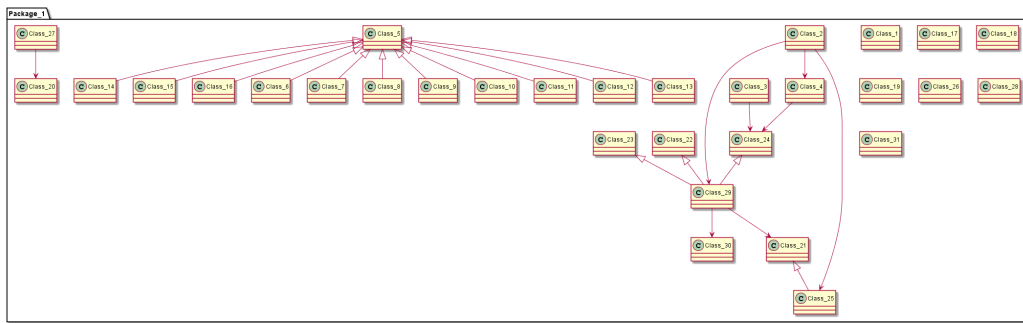 Package_1
C Class_27
C Class_5
C Class_2
C Class_1
C Class_17
C Class_18
C Class_20
C Class_14
C Class_15
C Class_16
C Class_6
C Class_7
C Class_8
C Class_9
C Class_10
C Class_11
C Class_12
C Class_13
C Class_3
C Class_4
C Class_19
C Class_26
C Class_28
C Class_23
C Class_22
C Class_24
C Class_31
C Class_29
C Class_30
C Class_21
C Class_25